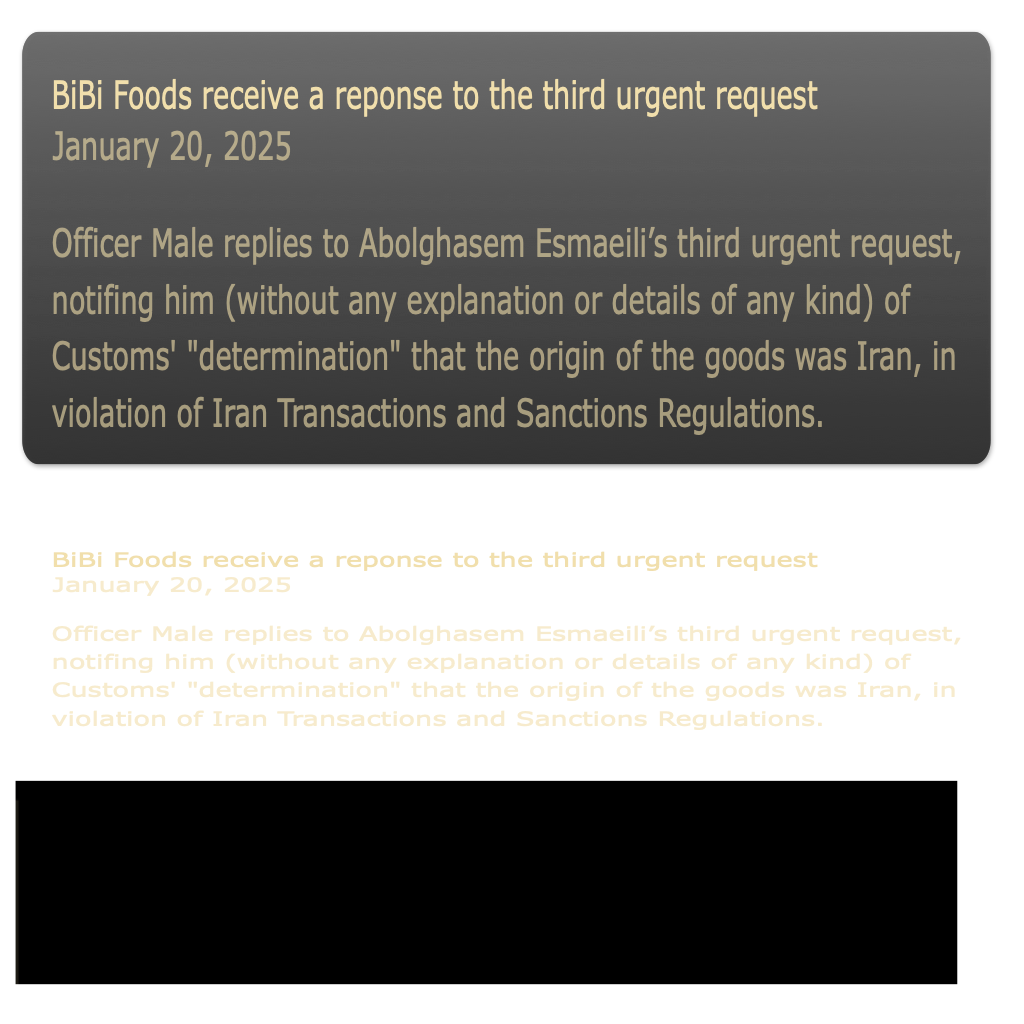 BiBi Foods receive a reponse to the third urgent request
January 20, 2025
Officer Male replies to Abolghasem Esmaeili’s third urgent request,
notifing him (without any explanation or details of any kind) of
Customs' "determination" that the origin of the goods was Iran, in
violation of Iran Transactions and Sanctions Regulations.
BiBi Foods receive a reponse to the third urgent request
January 20, 2025
Officer Male replies to Abolghasem Esmaeili’s third urgent request,
notifing him (without any explanation or details of any kind) of
Customs' "determination" that the origin of the goods was Iran, in
violation of Iran Transactions and Sanctions Regulations.